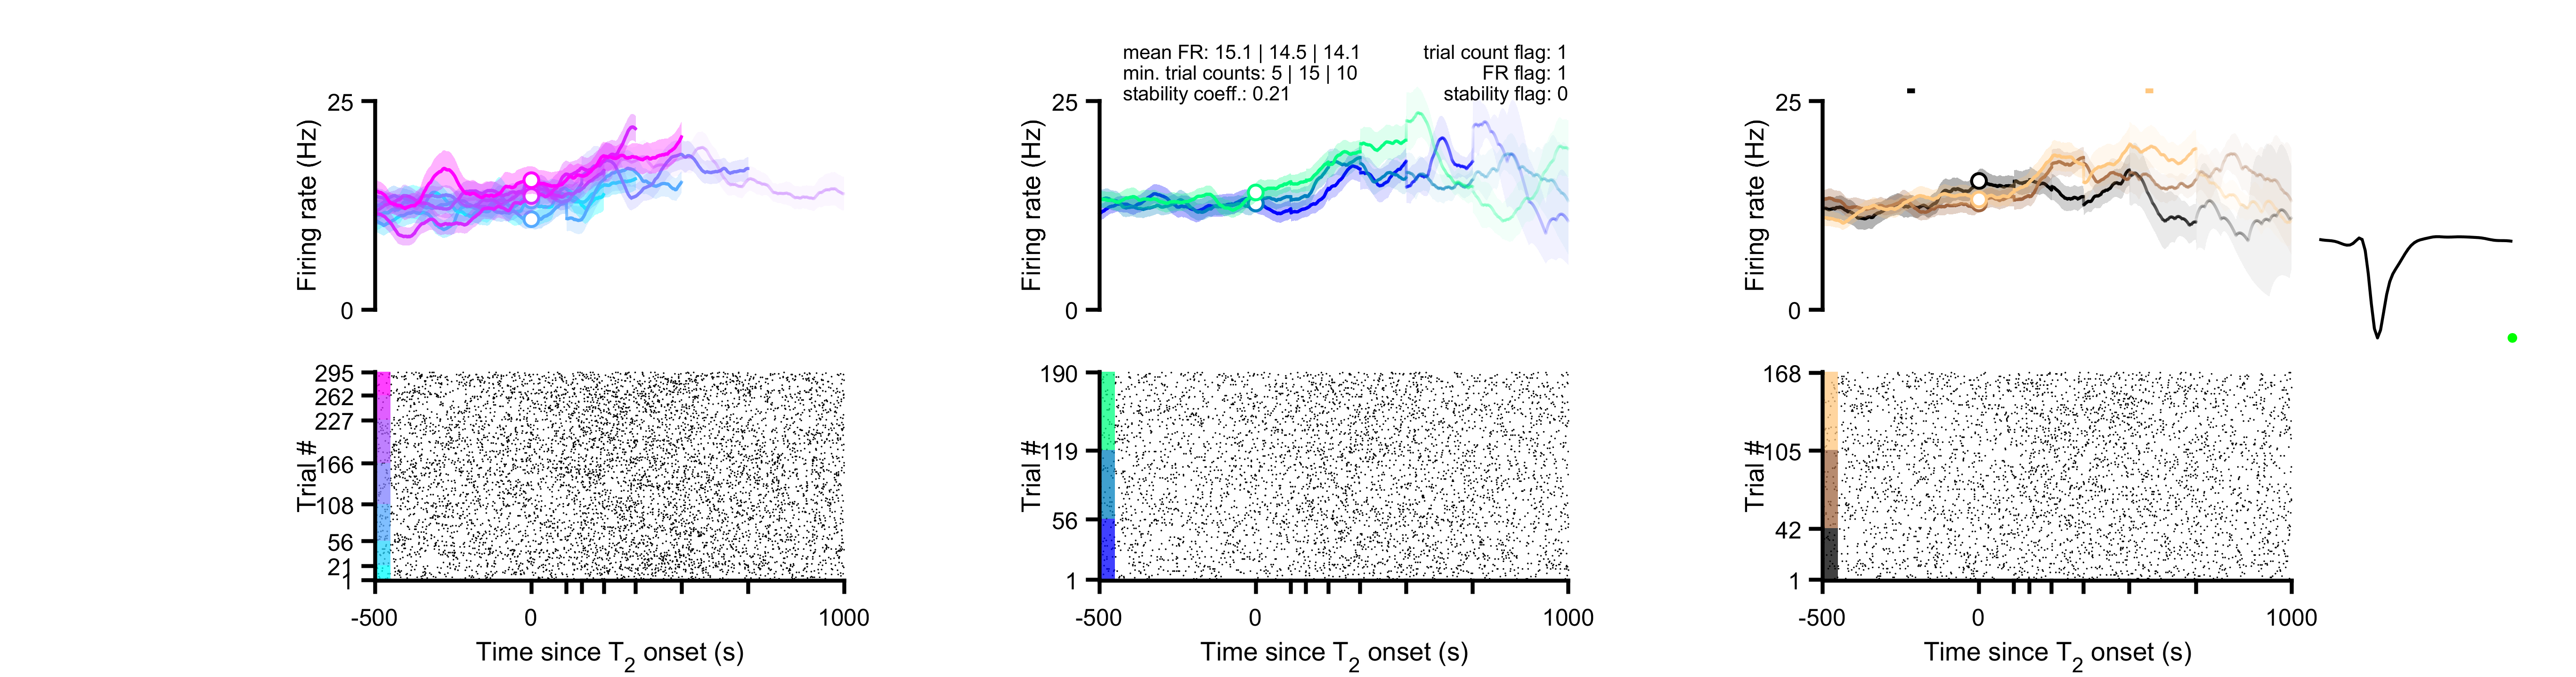 mean FR: 15.1 | 14.5 | 14.1
min. trial counts: 5 | 15 | 10
stability coeff.: 0.21
trial count flag: 1
FR flag: 1
stability flag: 0
25
0
Firing rate (Hz)
25
0
Firing rate (Hz)
25
0
Firing rate (Hz)
295
262
227
166
108
56
21
1
Trial #
-500
0
1000
Time since T2 onset (s)
190
119
56
1
Trial #
-500
0
1000
Time since T2 onset (s)
168
105
42
1
Trial #
-500
0
1000
Time since T2 onset (s)